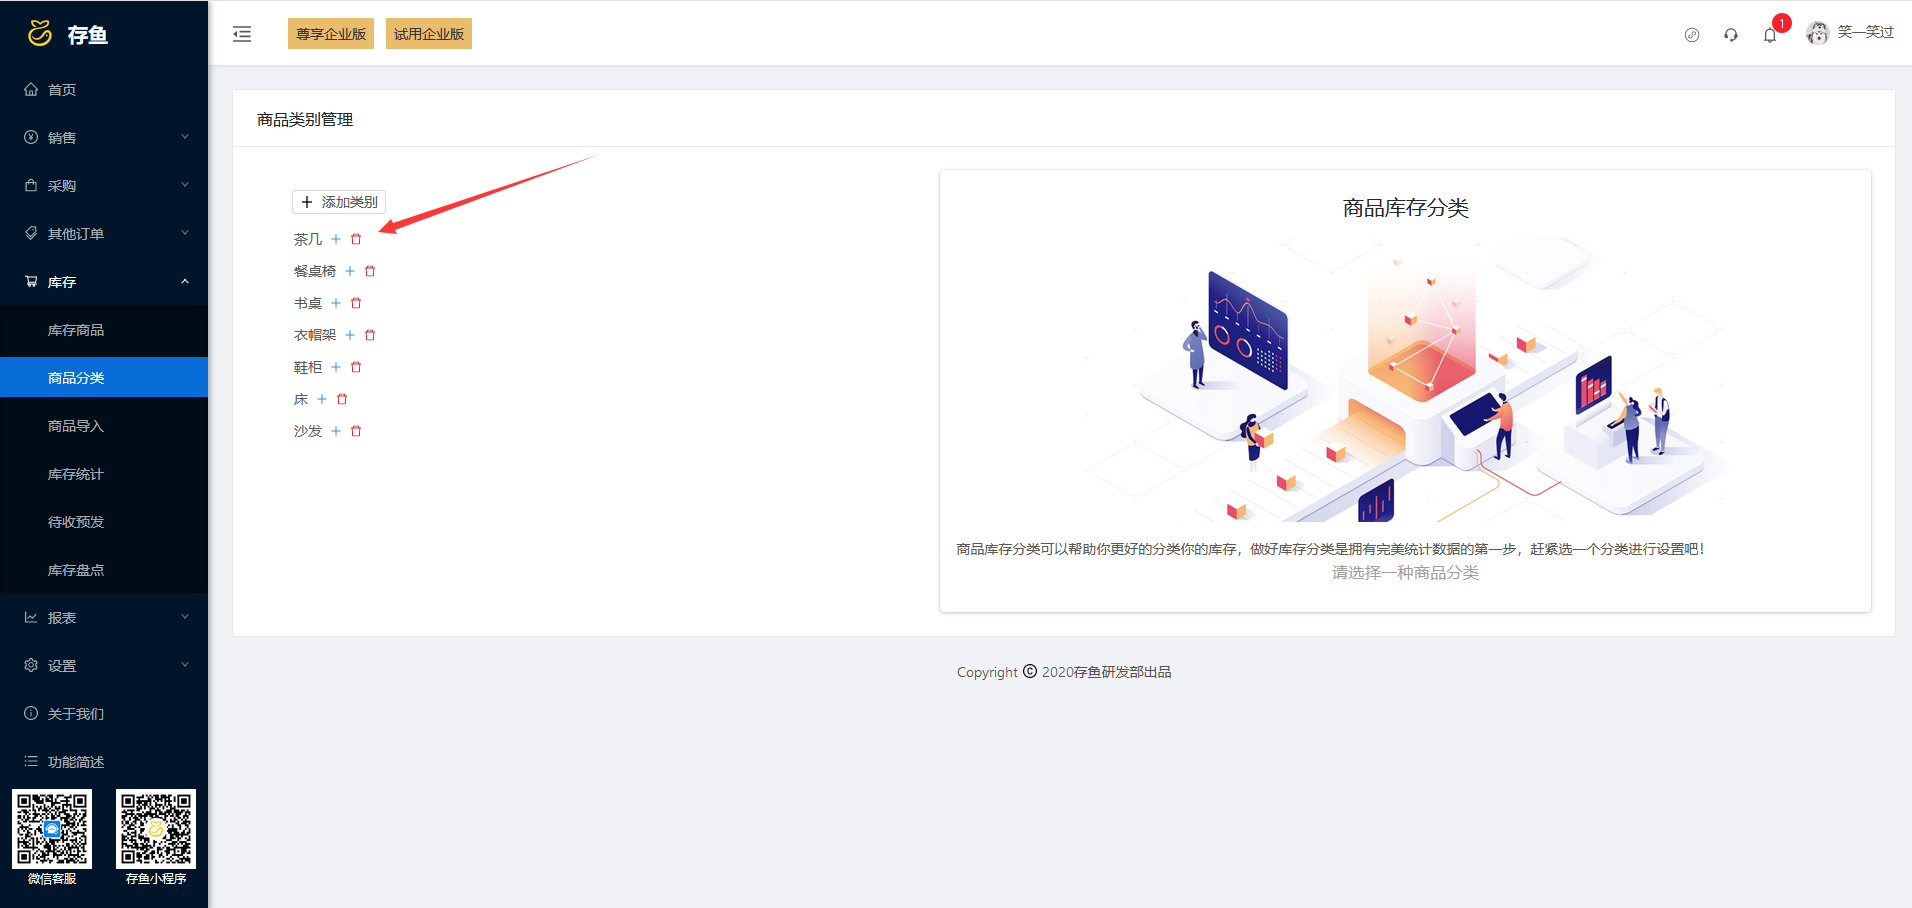 存鱼
首页
销售
采购
其他订单
库存
库存商品
商品分类
商品导入
库存统计
待收预发
库存盘点
报表
设置
关于我们
功能简述
微信客服
存鱼小程序
尊享企业版
试用企业版
1
笑一笑过
商品类别管理
添加类别
茶几
餐桌椅
书桌
衣帽架
鞋柜
床
沙发
商品库存分类
商品库存分类可以帮助你更好的分类你的库存，做好库存分类是拥有完美统计数据的第一步，赶紧选一个分类进行设置吧！
请选择一种商品分类
Copyright © 2020存鱼研发部出品